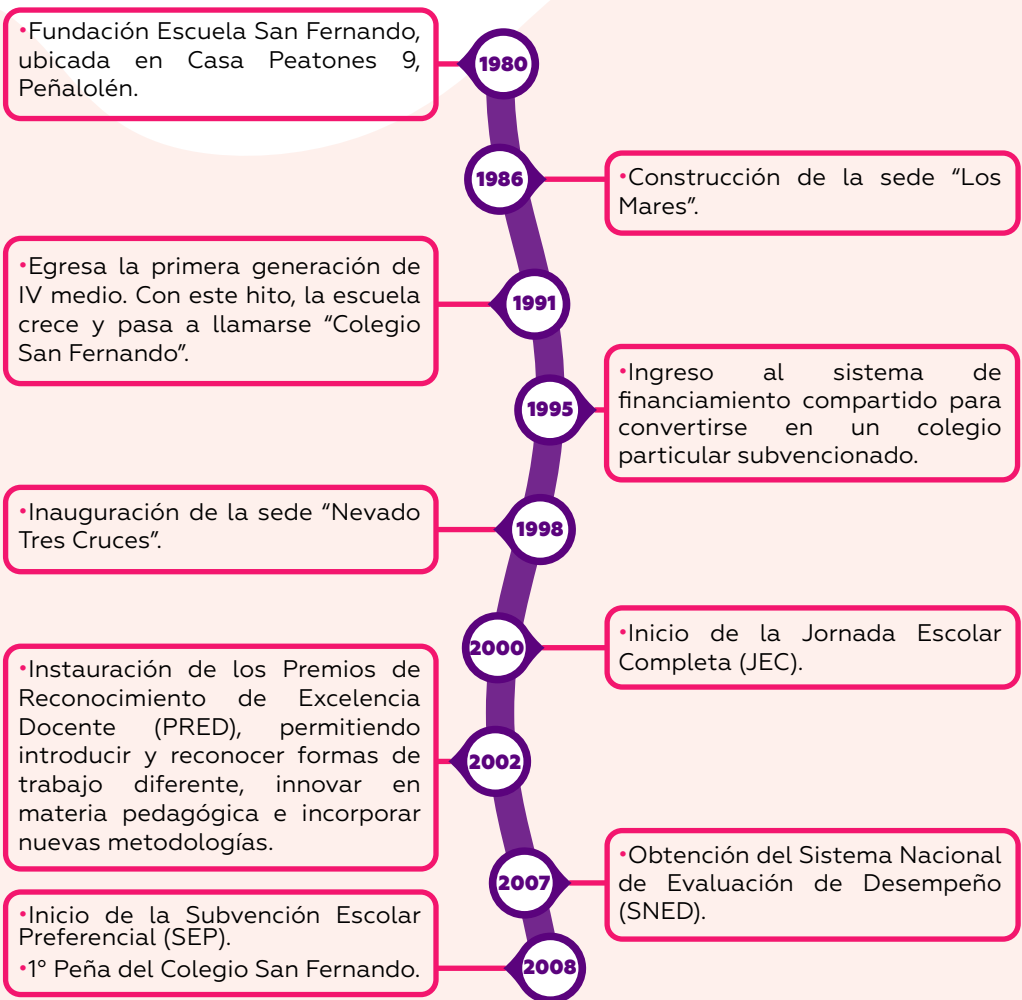 •Fundación Escuela San Fernando,
ubicada en Casa Peatones 9,
Peñalolén.
1980
1986
•Construcción de la sede “Los
Mares”.
•Egresa la primera generación de
IV medio. Con este hito, la escuela
crece y pasa a llamarse “Colegio
San Fernando”.
1991
1995
•Ingreso al sistema de
financiamiento compartido para
convertirse en un colegio
particular subvencionado.
•Inauguración de la sede “Nevado
Tres Cruces”.
1998
2000
•Inicio de la Jornada Escolar
Completa (JEC).
•Instauración de los Premios de
Reconocimiento de Excelencia
Docente (PRED), permitiendo
introducir y reconocer formas de
trabajo diferente, innovar en
materia pedagógica e incorporar
nuevas metodologías.
2002
2007
•Obtención del Sistema Nacional
de Evaluación de Desempeño
(SNED).
•Inicio de la Subvención Escolar
Preferencial (SEP).
•1° Peña del Colegio San Fernando.
2008